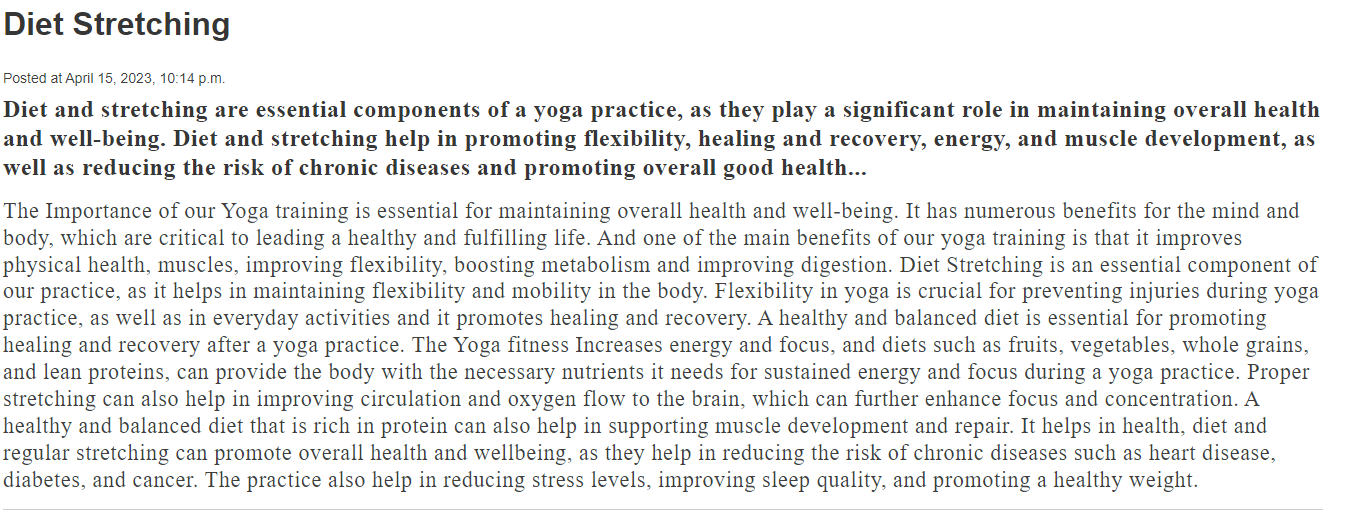 Diet Stretching
Posted at April 15, 2023, 10:14 p.m.
Diet and stretching are essential components of a yoga practice, as they play a significant role in maintaining overall health
and well-being. Diet and stretching help in promoting flexibility, healing and recovery, energy, and muscle development, as
well as reducing the risk of chronic diseases and promoting overall good health...
The Importance of our Yoga training is essential for maintaining overall health and well-being. It has numerous benefits for the mind and
body, which are critical to leading a healthy and fulfilling life. And one of the main benefits of our yoga training is that it improves
physical health, muscles, improving flexibility, boosting metabolism and improving digestion. Diet Stretching is an essential component of
our practice, as it helps in maintaining flexibility and mobility in the body. Flexibility in yoga is crucial for preventing injuries during yoga
practice, as well as in everyday activities and it promotes healing and recovery. A healthy and balanced diet is essential for promoting
healing and recovery after a yoga practice. The Yoga fitness Increases energy and focus, and diets such as fruits, vegetables, whole grains,
and lean proteins, can provide the body with the necessary nutrients it needs for sustained energy and focus during a yoga practice. Proper
stretching can also help in improving circulation and oxygen flow to the brain, which can further enhance focus and concentration. A
healthy and balanced diet that is rich in protein can also help in supporting muscle development and repair. It helps in health, diet and
regular stretching can promote overall health and wellbeing, as they help in reducing the risk of chronic diseases such as heart disease,
diabetes, and cancer. The practice also help in reducing stress levels, improving sleep quality, and promoting a healthy weight.